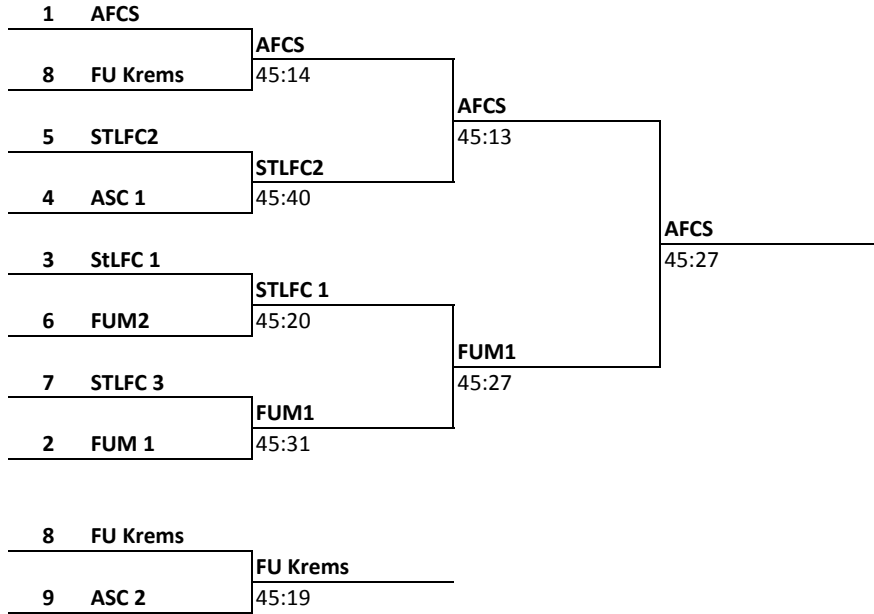 1 AFCS
AFCS
8 FU Krems 45:14
AFCS
5 STLFC2 45:13
STLFC2
4 ASC 1 45:40
AFCS
3 StLFC 1 45:27
STLFC 1
6 FUM2 45:20
FUM1
7 STLFC 3 45:27
FUM1
2 FUM 1 45:31
8 FU Krems
FU Krems
9 ASC 2 45:19